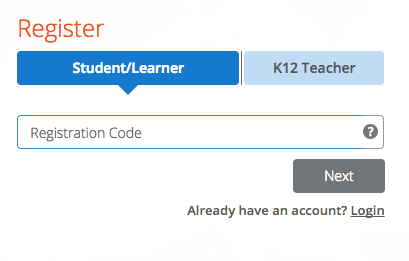 Register
Student/Learner K12 Teacher
Registration Code ?
Next
Already have an account? Login